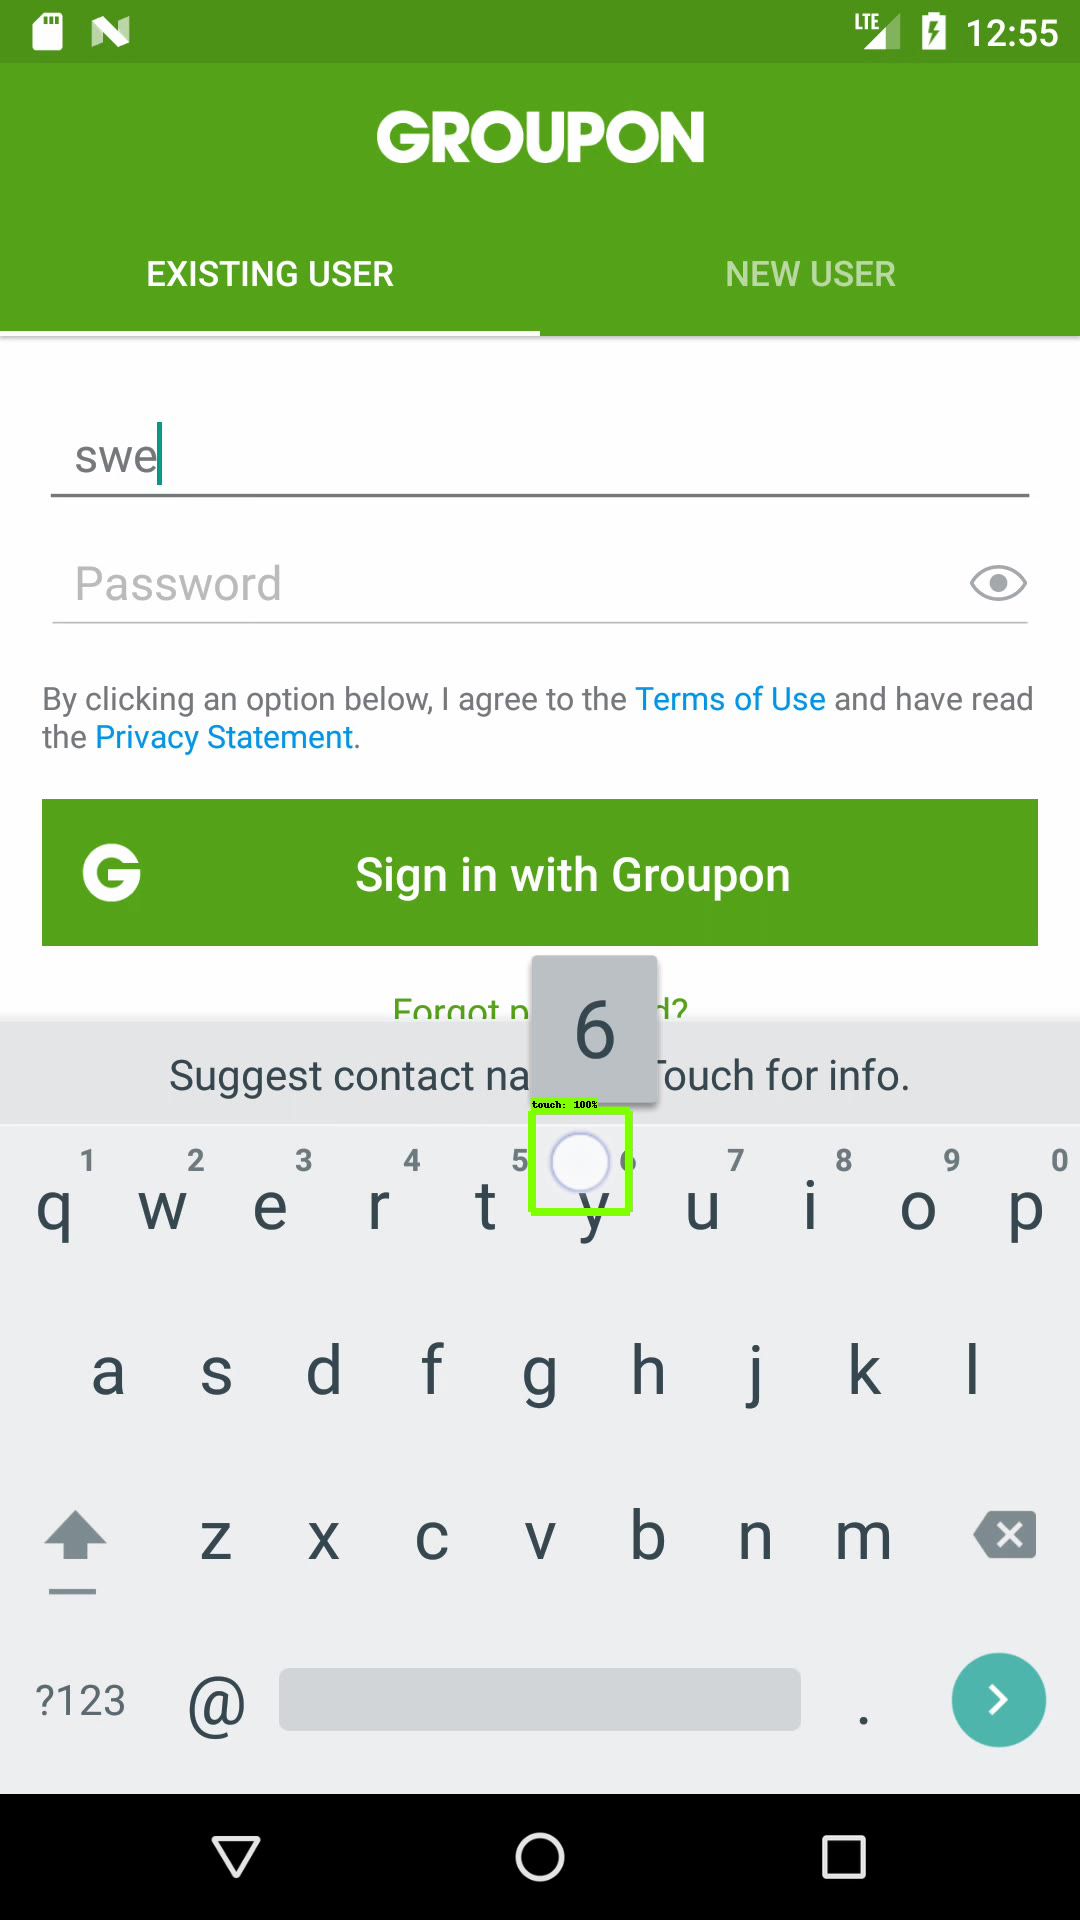 LTE 12:55
GROUPON
EXISTING USER NEW USER
swe
Password
By clicking an option below, I agree to the Terms of Use and have read
the Privacy Statement.
G Sign in with Groupon
6
Forgot p d?
Suggest contact na Touch for info.
touch: 100%
1 2 3 4 5 6 7 8 9 0
q w e r t y u i o p
a s d f g h j k l
z x c v b n m
?123 @ .